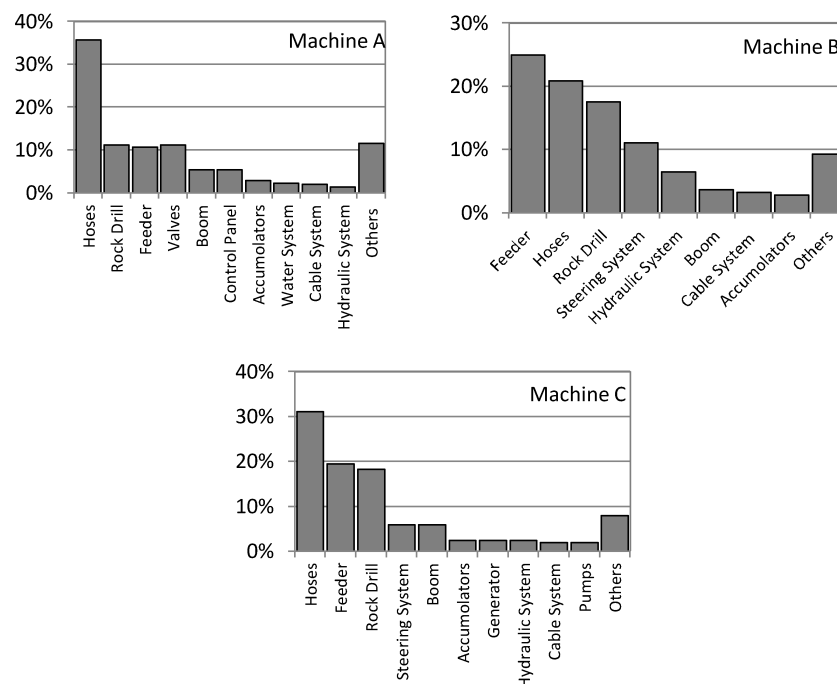 Machine A
40%
30%
20%
10%
0%
Hoses
Rock Drill
Feeder
Valves
Boom
Control Panel
Accumolators
Water System
Cable System
Hydraulic System
Others
Machine B
30%
20%
10%
0%
Feeder
Hoses
Rock Drill
Steering System
Hydraulic System
Boom
Cable System
Accumolators
Others
Machine C
40%
30%
20%
10%
0%
Hoses
Feeder
Rock Drill
Steering System
Boom
Accumolators
Generator
Hydraulic System
Cable System
Pumps
Others